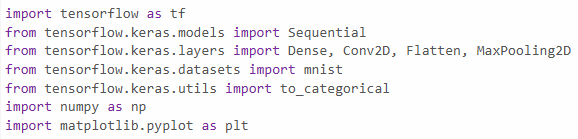 import tensorflow as tf
from tensorflow.keras.models import Sequential
from tensorflow.keras.layers import Dense, Conv2D, Flatten, MaxPooling2D
from tensorflow.keras.datasets import mnist
from tensorflow.keras.utils import to_categorical
import numpy as np
import matplotlib.pyplot as plt